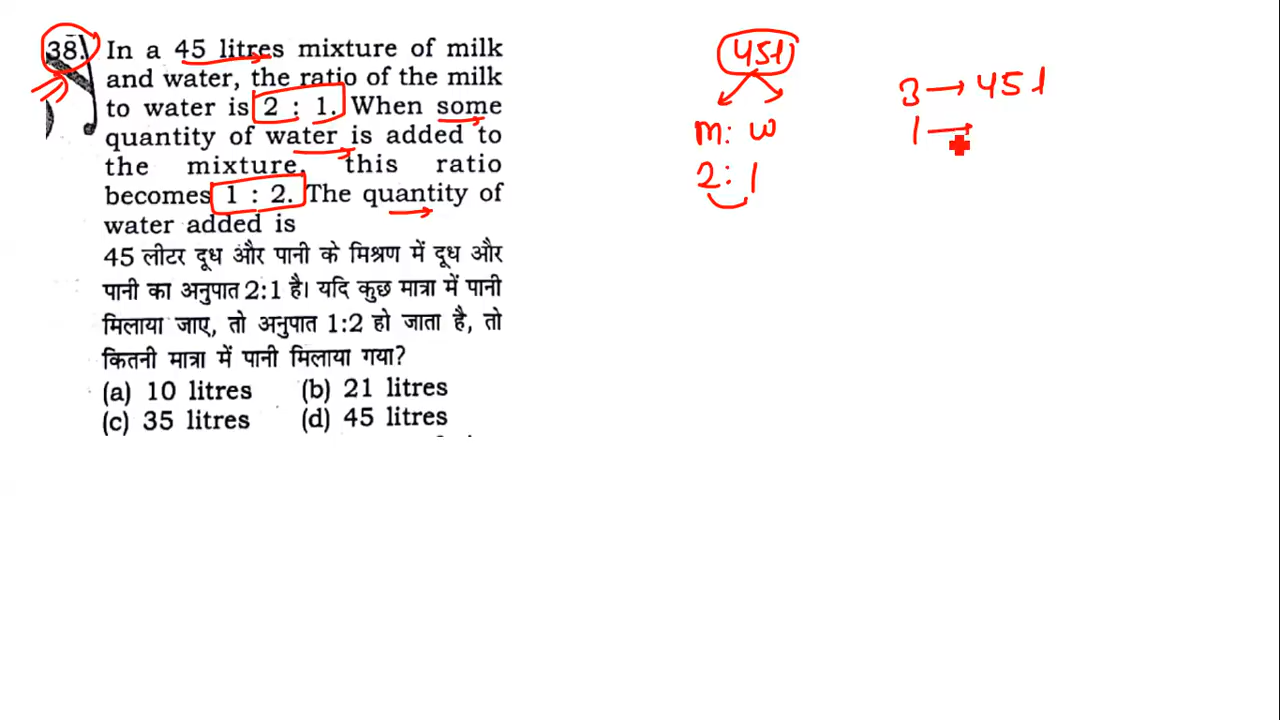 38. In a 45 litres mixture of milk
and water, the ratio of the milk
to water is 2 : 1. When some
quantity of water is added to
the mixture, this ratio
becomes 1 : 2. The quantity of
water added is
45 लीटर दूध और पानी के मिश्रण में दूध और
पानी का अनुपात 2:1 है। यदि कुछ मात्रा में पानी
मिलाया जाए, तो अनुपात 1:2 हो जाता है, तो
कितनी मात्रा में पानी मिलाया गया?
(a) 10 litres (b) 21 litres
(c) 35 litres (d) 45 litres
45l
m : w
2 : 1
3 → 45l
1 →